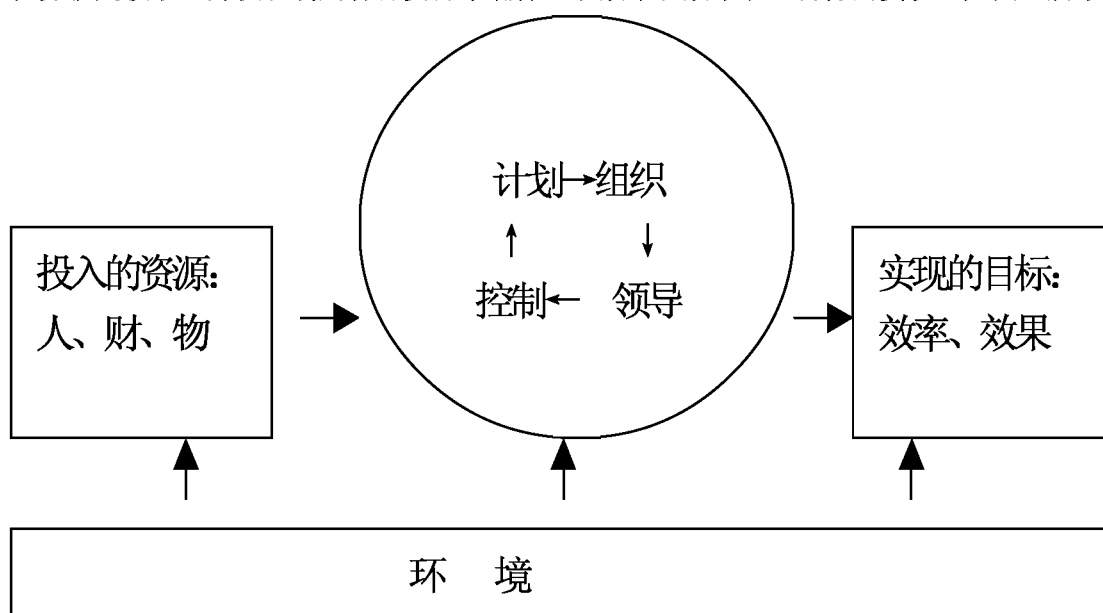 计划→组织
↑ ↓
控制← 领导
投入的资源：
人、财、物
实现的目标：
效率、效果
环 境